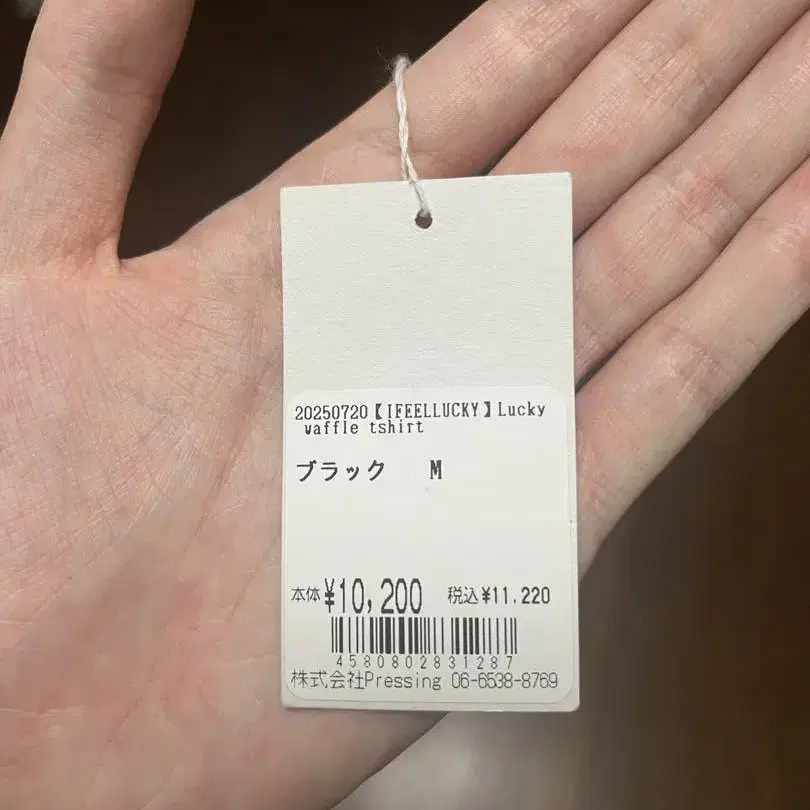 20250720【IFEELLUCKY】Lucky
waffle tshirt
ブラック M
本体¥10,200 税込¥11,220
4580802831287
株式会社Pressing 06-6538-8769